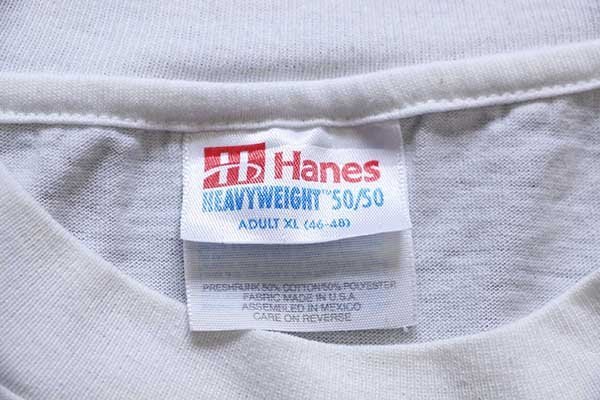 Hanes
HEAVYWEIGHT™ 50/50
ADULT XL (46-48)
PRESHRUNK 50% COTTON/50% POLYESTER
FABRIC MADE IN U.S.A.
ASSEMBLED IN MEXICO
CARE ON REVERSE